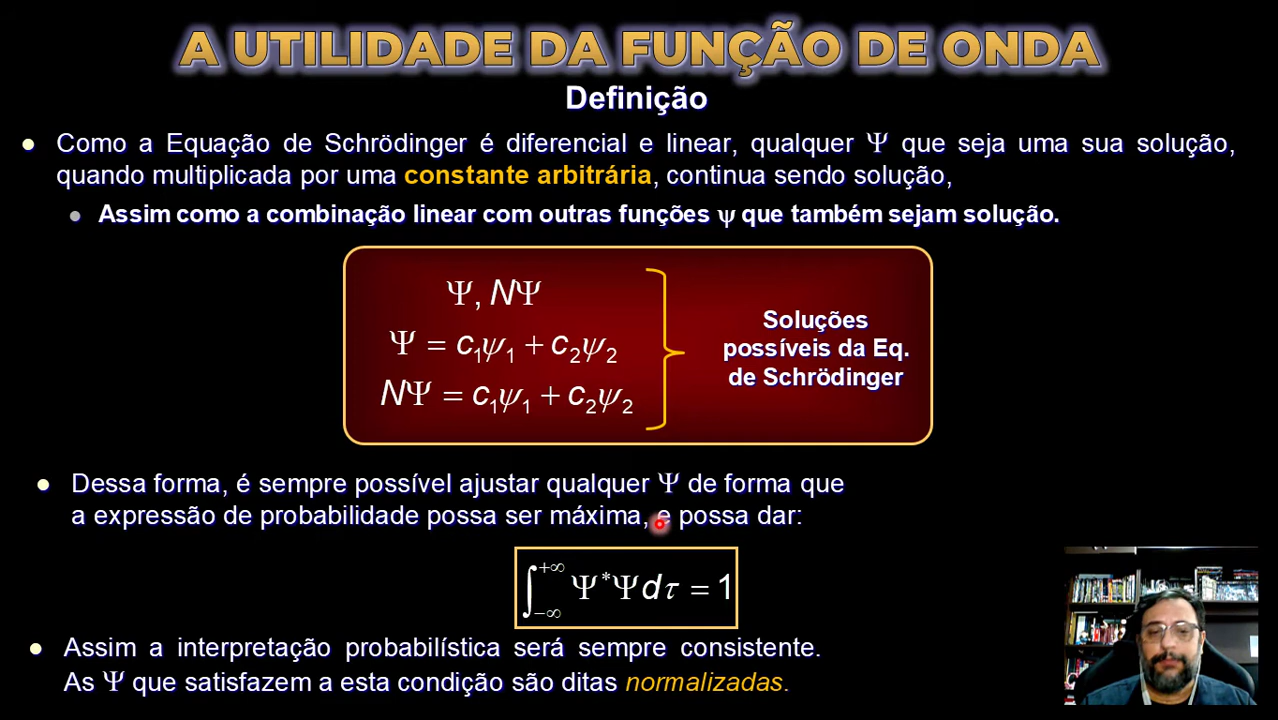 A UTILIDADE DA FUNÇÃO DE ONDA
Definição
• Como a Equação de Schrödinger é diferencial e linear, qualquer Ψ que seja uma sua solução,
quando multiplicada por uma constante arbitrária, continua sendo solução,
• Assim como a combinação linear com outras funções ψ que também sejam solução.
Ψ, NΨ
Ψ = c₁ψ₁ + c₂ψ₂
NΨ = c₁ψ₁ + c₂ψ₂
Soluções
possíveis da Eq.
de Schrödinger
• Dessa forma, é sempre possível ajustar qualquer Ψ de forma que
a expressão de probabilidade possa ser máxima, e possa dar:
∫₋∞⁺∞ Ψ*Ψdτ = 1
• Assim a interpretação probabilística será sempre consistente.
As Ψ que satisfazem a esta condição são ditas normalizadas.